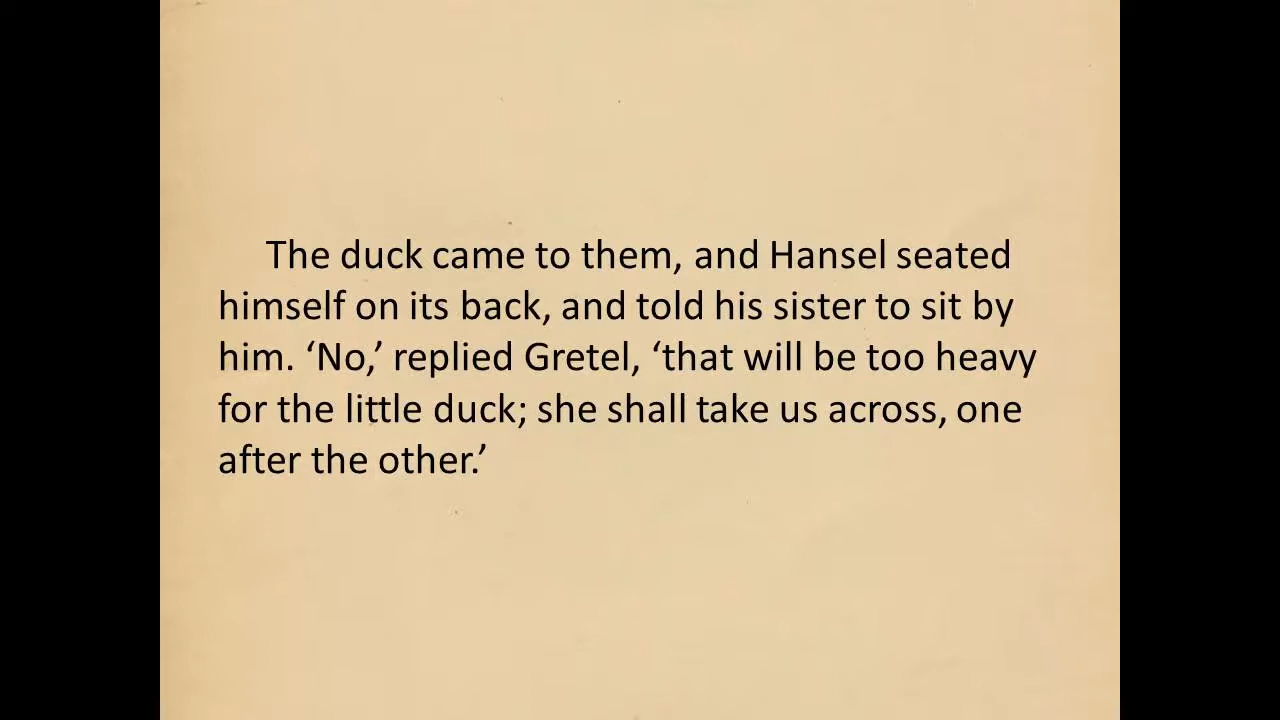 The duck came to them, and Hansel seated
himself on its back, and told his sister to sit by
him. ‘No,’ replied Gretel, ‘that will be too heavy
for the little duck; she shall take us across, one
after the other.’